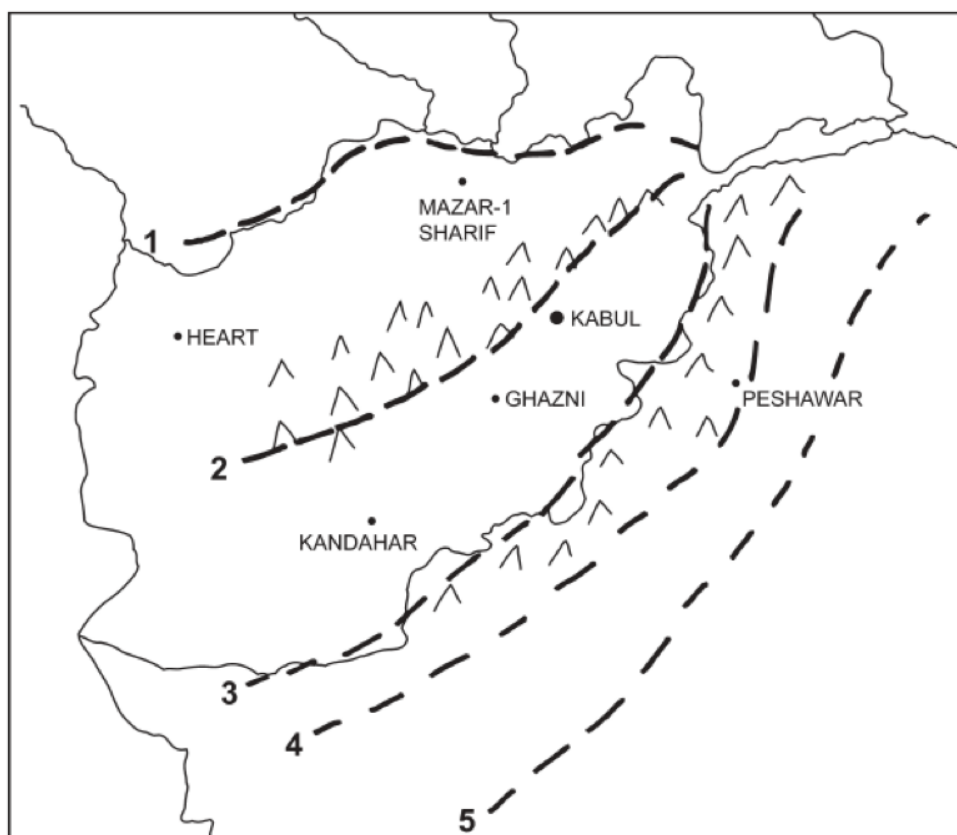 MAZAR-1
SHARIF
1
HEART
KABUL
GHAZNI
PESHAWAR
2
KANDAHAR
3
4
5